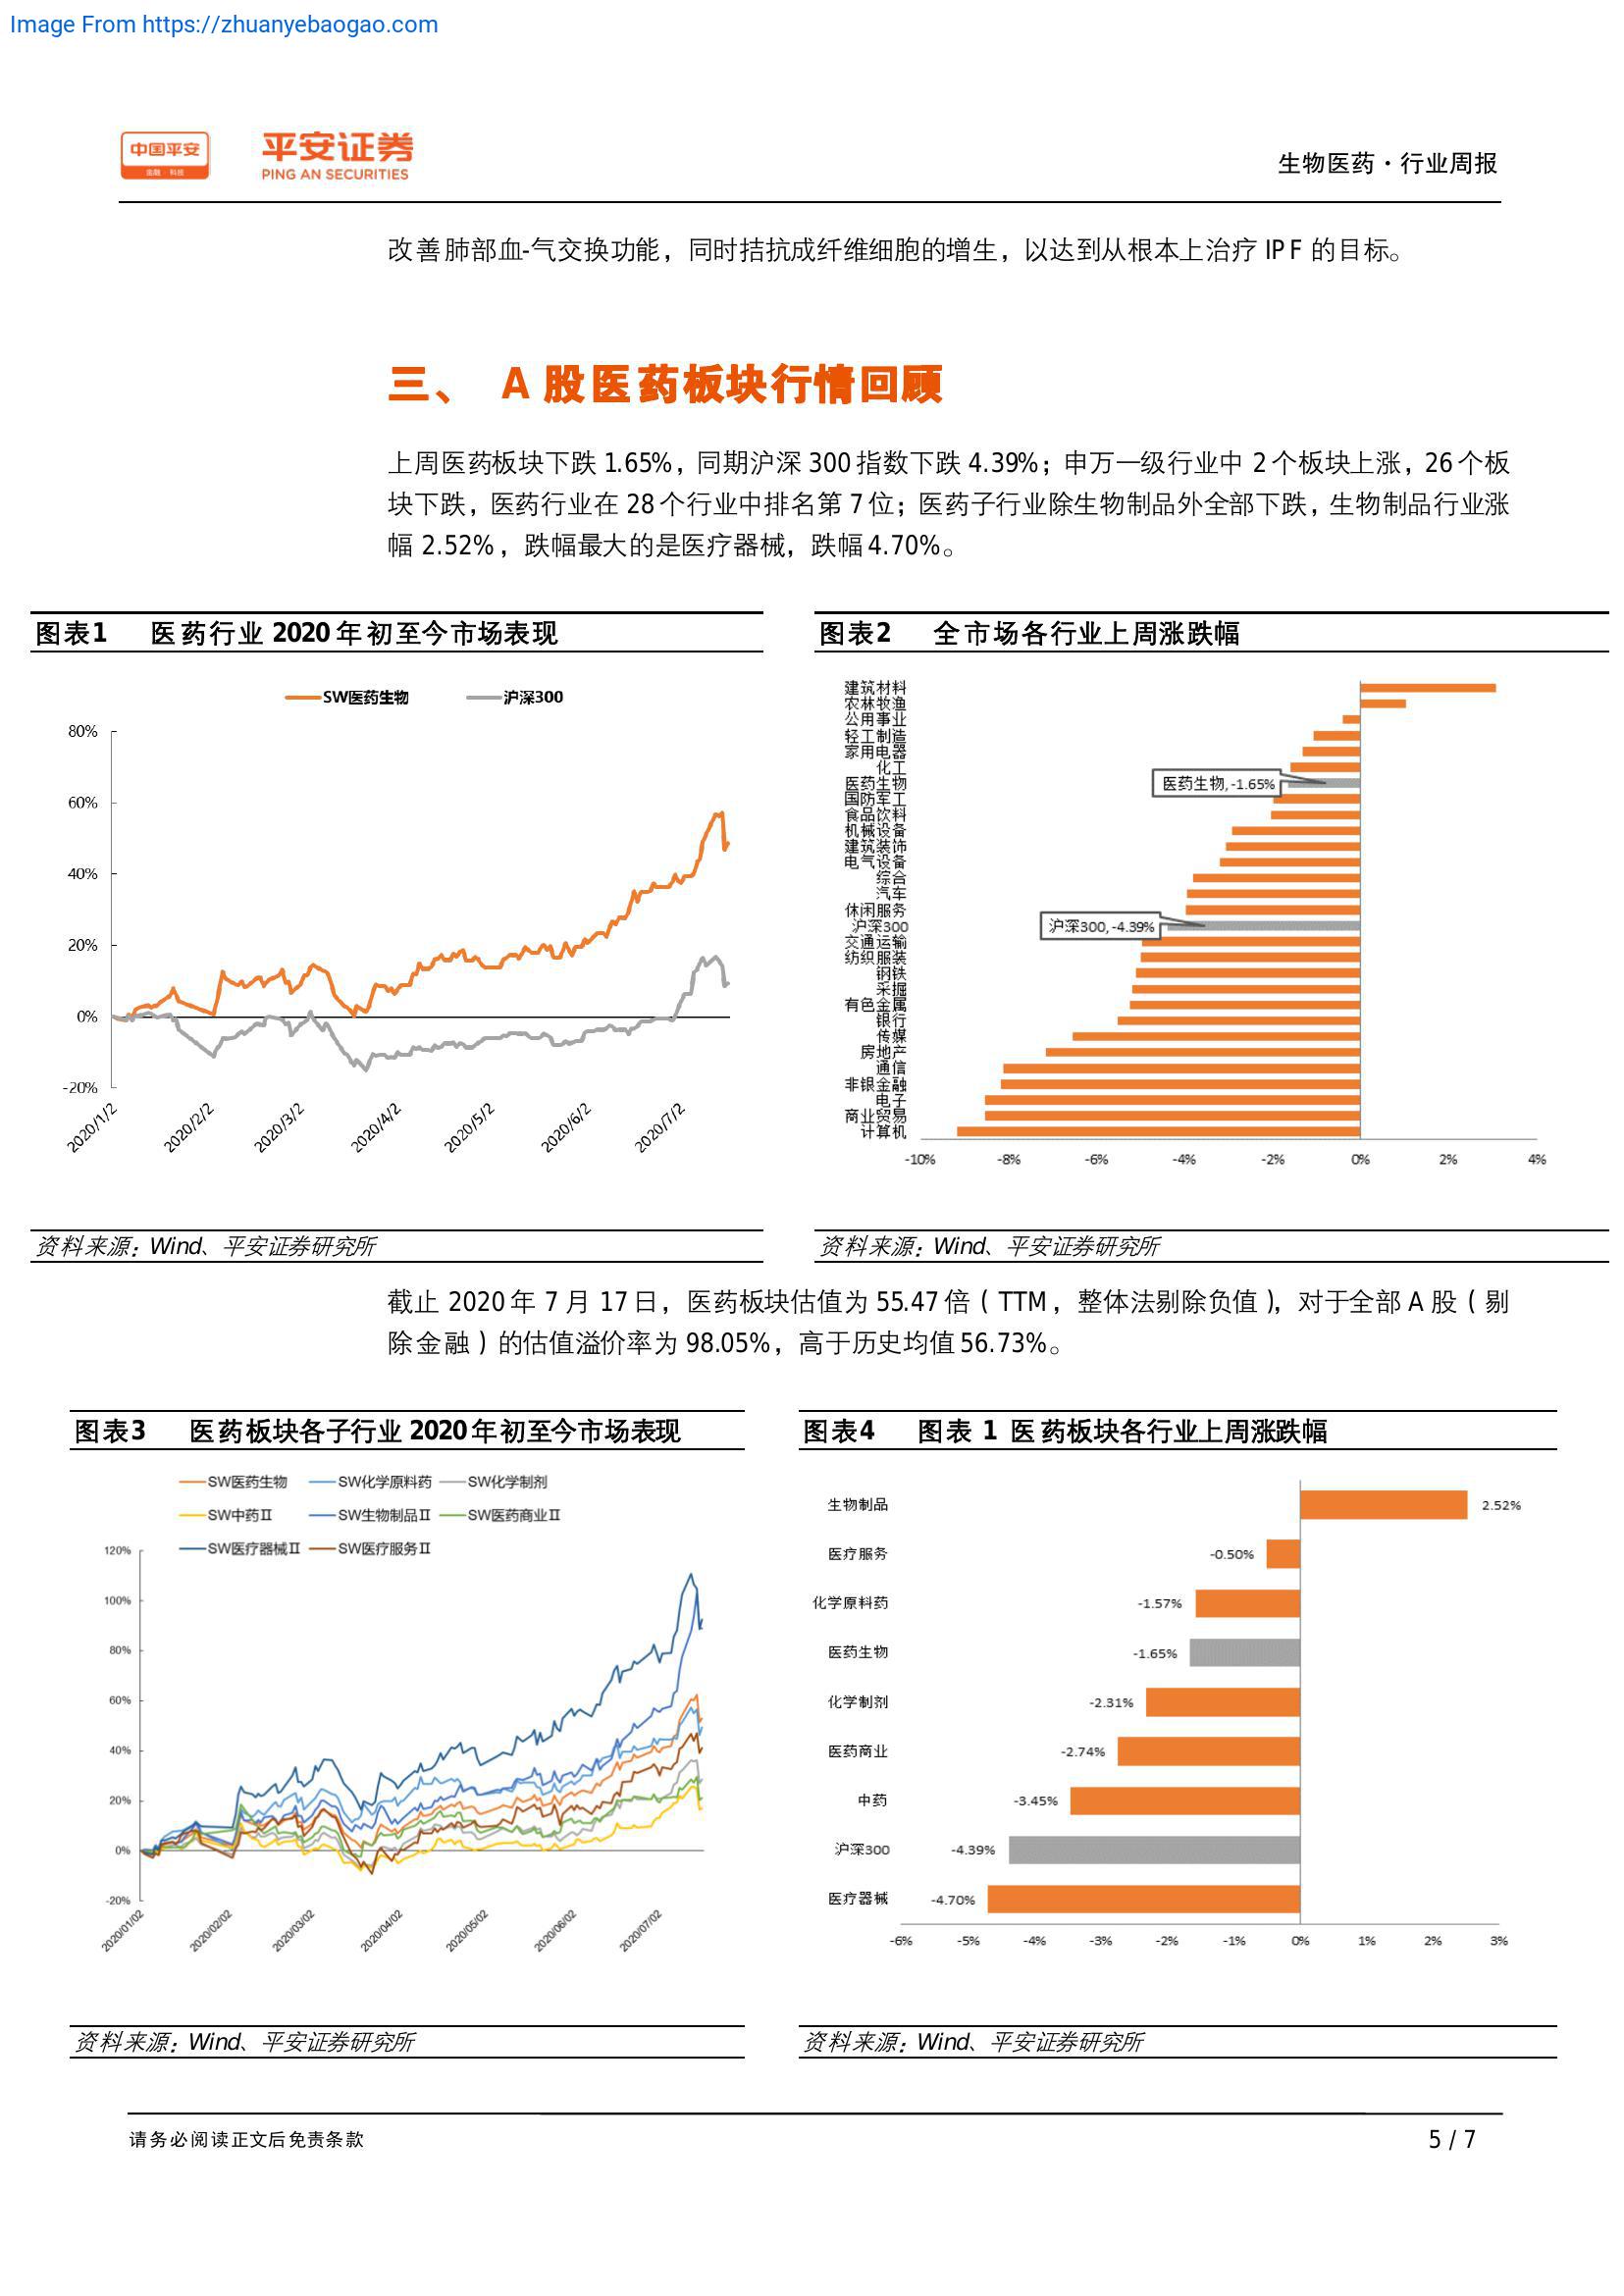 Image From https://zhuanyebaogao.com
中国平安
金融·科技
平安证券
PING AN SECURITIES
生物医药·行业周报
改善肺部血-气交换功能，同时拮抗成纤维细胞的增生，以达到从根本上治疗 IPF 的目标。
三、 A 股医药板块行情回顾
上周医药板块下跌 1.65%，同期沪深 300 指数下跌 4.39%；申万一级行业中 2 个板块上涨，26 个板
块下跌，医药行业在 28 个行业中排名第 7 位；医药子行业除生物制品外全部下跌，生物制品行业涨
幅 2.52%，跌幅最大的是医疗器械，跌幅 4.70%。
图表1 医药行业 2020 年初至今市场表现
SW医药生物 沪深300
80%
60%
40%
20%
0%
-20%
2020/1/2 2020/2/2 2020/3/2 2020/4/2 2020/5/2 2020/6/2 2020/7/2
资料来源：Wind、平安证券研究所
图表2 全市场各行业上周涨跌幅
建筑材料
农林牧渔
公用事业
轻工制造
家用电器
化工
医药生物
医药生物, -1.65%
国防军工
食品饮料
机械设备
建筑装饰
电气设备
综合
汽车
休闲服务
沪深300
沪深300, -4.39%
交通运输
纺织服装
钢铁
采掘
有色金属
银行
传媒
房地产
通信
非银金融
电子
商业贸易
计算机
-10% -8% -6% -4% -2% 0% 2% 4%
资料来源：Wind、平安证券研究所
截止 2020 年 7 月 17 日，医药板块估值为 55.47 倍（TTM，整体法剔除负值），对于全部 A 股（剔
除金融）的估值溢价率为 98.05%，高于历史均值 56.73%。
图表3 医药板块各子行业 2020 年初至今市场表现
SW医药生物 SW化学原料药 SW化学制剂
SW中药Ⅱ SW生物制品Ⅱ SW医药商业Ⅱ
SW医疗器械Ⅱ SW医疗服务Ⅱ
120%
100%
80%
60%
40%
20%
0%
-20%
2020/01/02 2020/02/02 2020/03/02 2020/04/02 2020/05/02 2020/06/02 2020/07/02
资料来源：Wind、平安证券研究所
图表4 图表 1 医药板块各行业上周涨跌幅
生物制品 2.52%
医疗服务 -0.50%
化学原料药 -1.57%
医药生物 -1.65%
化学制剂 -2.31%
医药商业 -2.74%
中药 -3.45%
沪深300 -4.39%
医疗器械 -4.70%
-6% -5% -4% -3% -2% -1% 0% 1% 2% 3%
资料来源：Wind、平安证券研究所
请务必阅读正文后免责条款
5 / 7